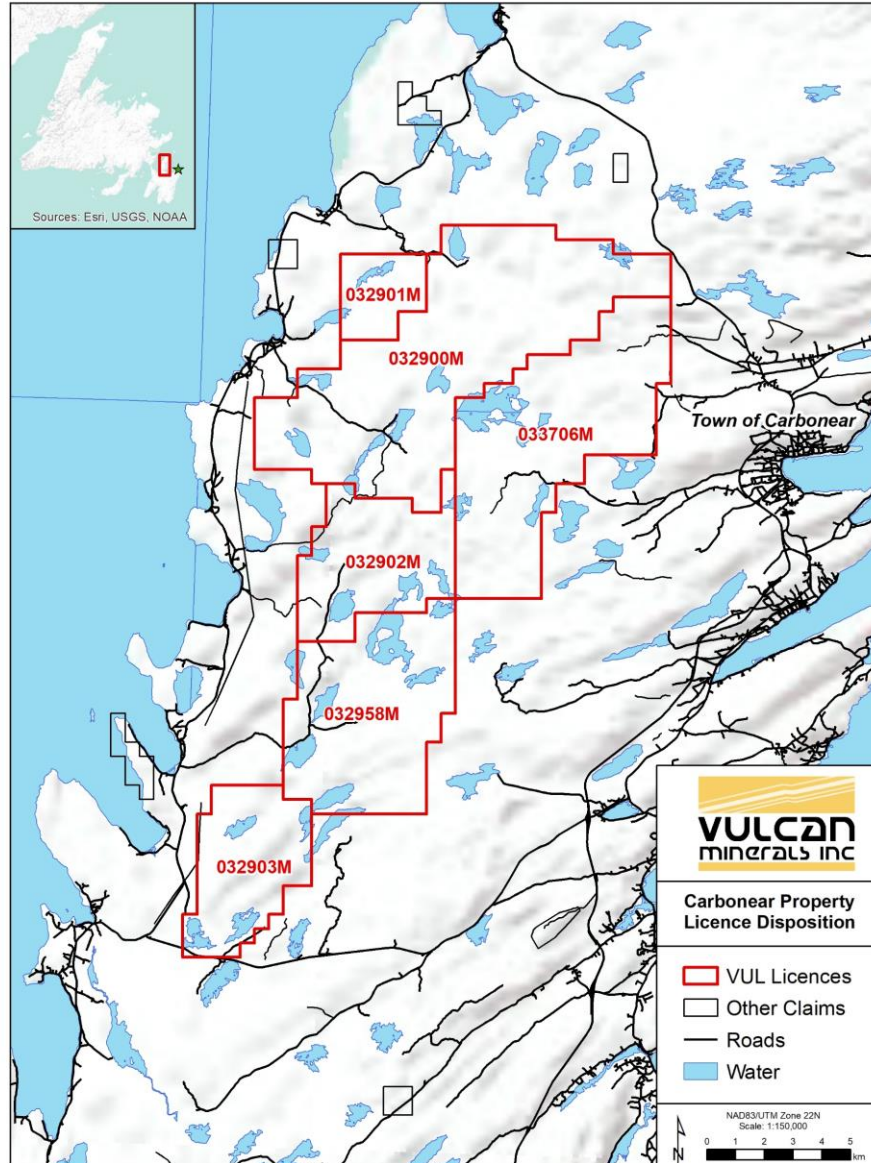 Sources: Esri, USGS, NOAA
032901M
032900M
033706M
Town of Carbonear
032902M
032958M
032903M
VULCAN
MINERALS INC
Carbonear Property
Licence Disposition
VUL Licences
Other Claims
Roads
Water
NAD83/UTM Zone 22N
Scale: 1:150,000
N
0 1 2 3 4 5
km